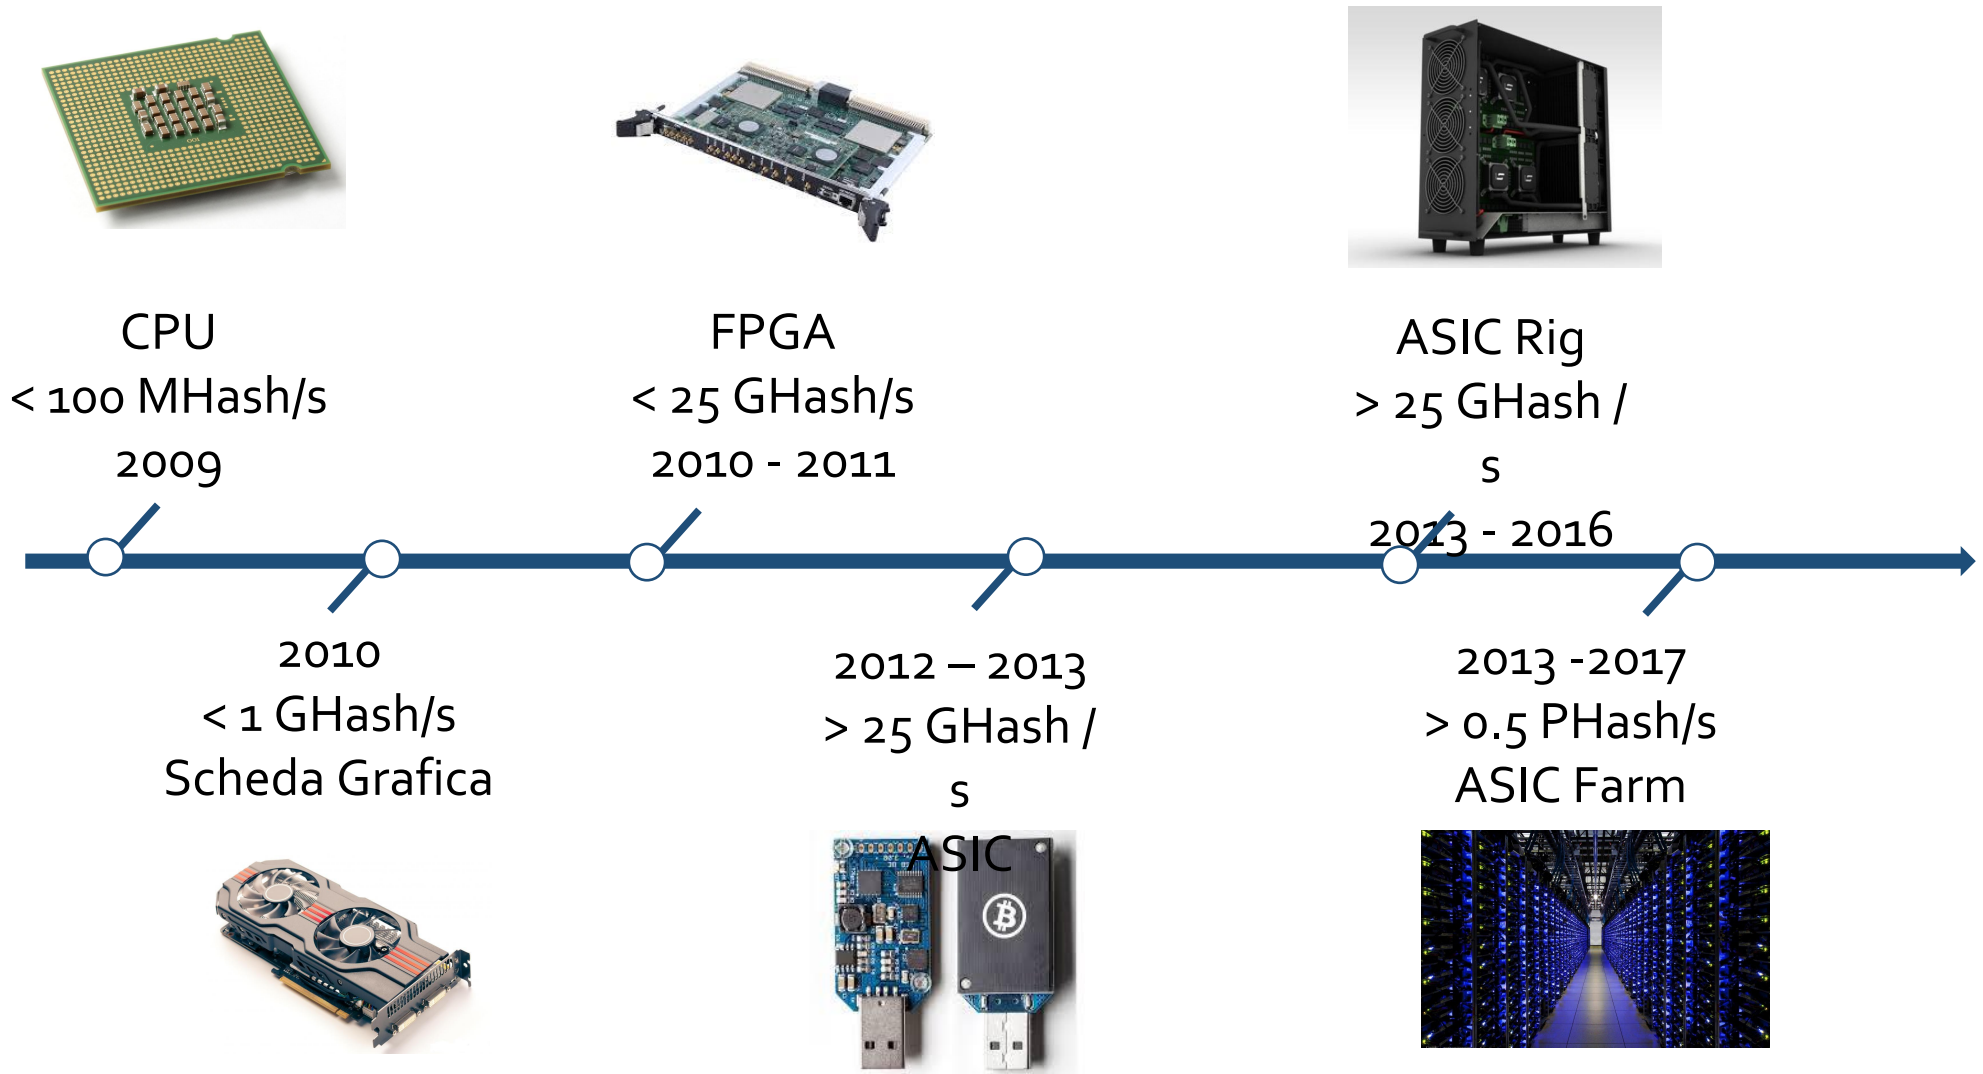 CPU
< 100 MHash/s
2009
FPGA
< 25 GHash/s
2010 - 2011
ASIC Rig
> 25 GHash /
s
2013 - 2016
2010
< 1 GHash/s
Scheda Grafica
2012 – 2013
> 25 GHash /
s
ASIC
2013 -2017
> 0.5 PHash/s
ASIC Farm